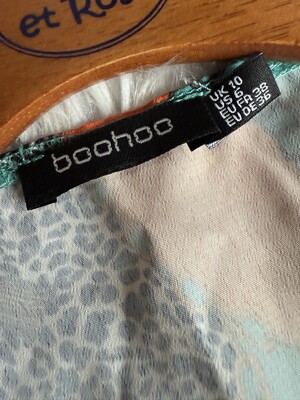 et Ro
boohoo
UK 10
US 6
EU FR 38
EU DE 36